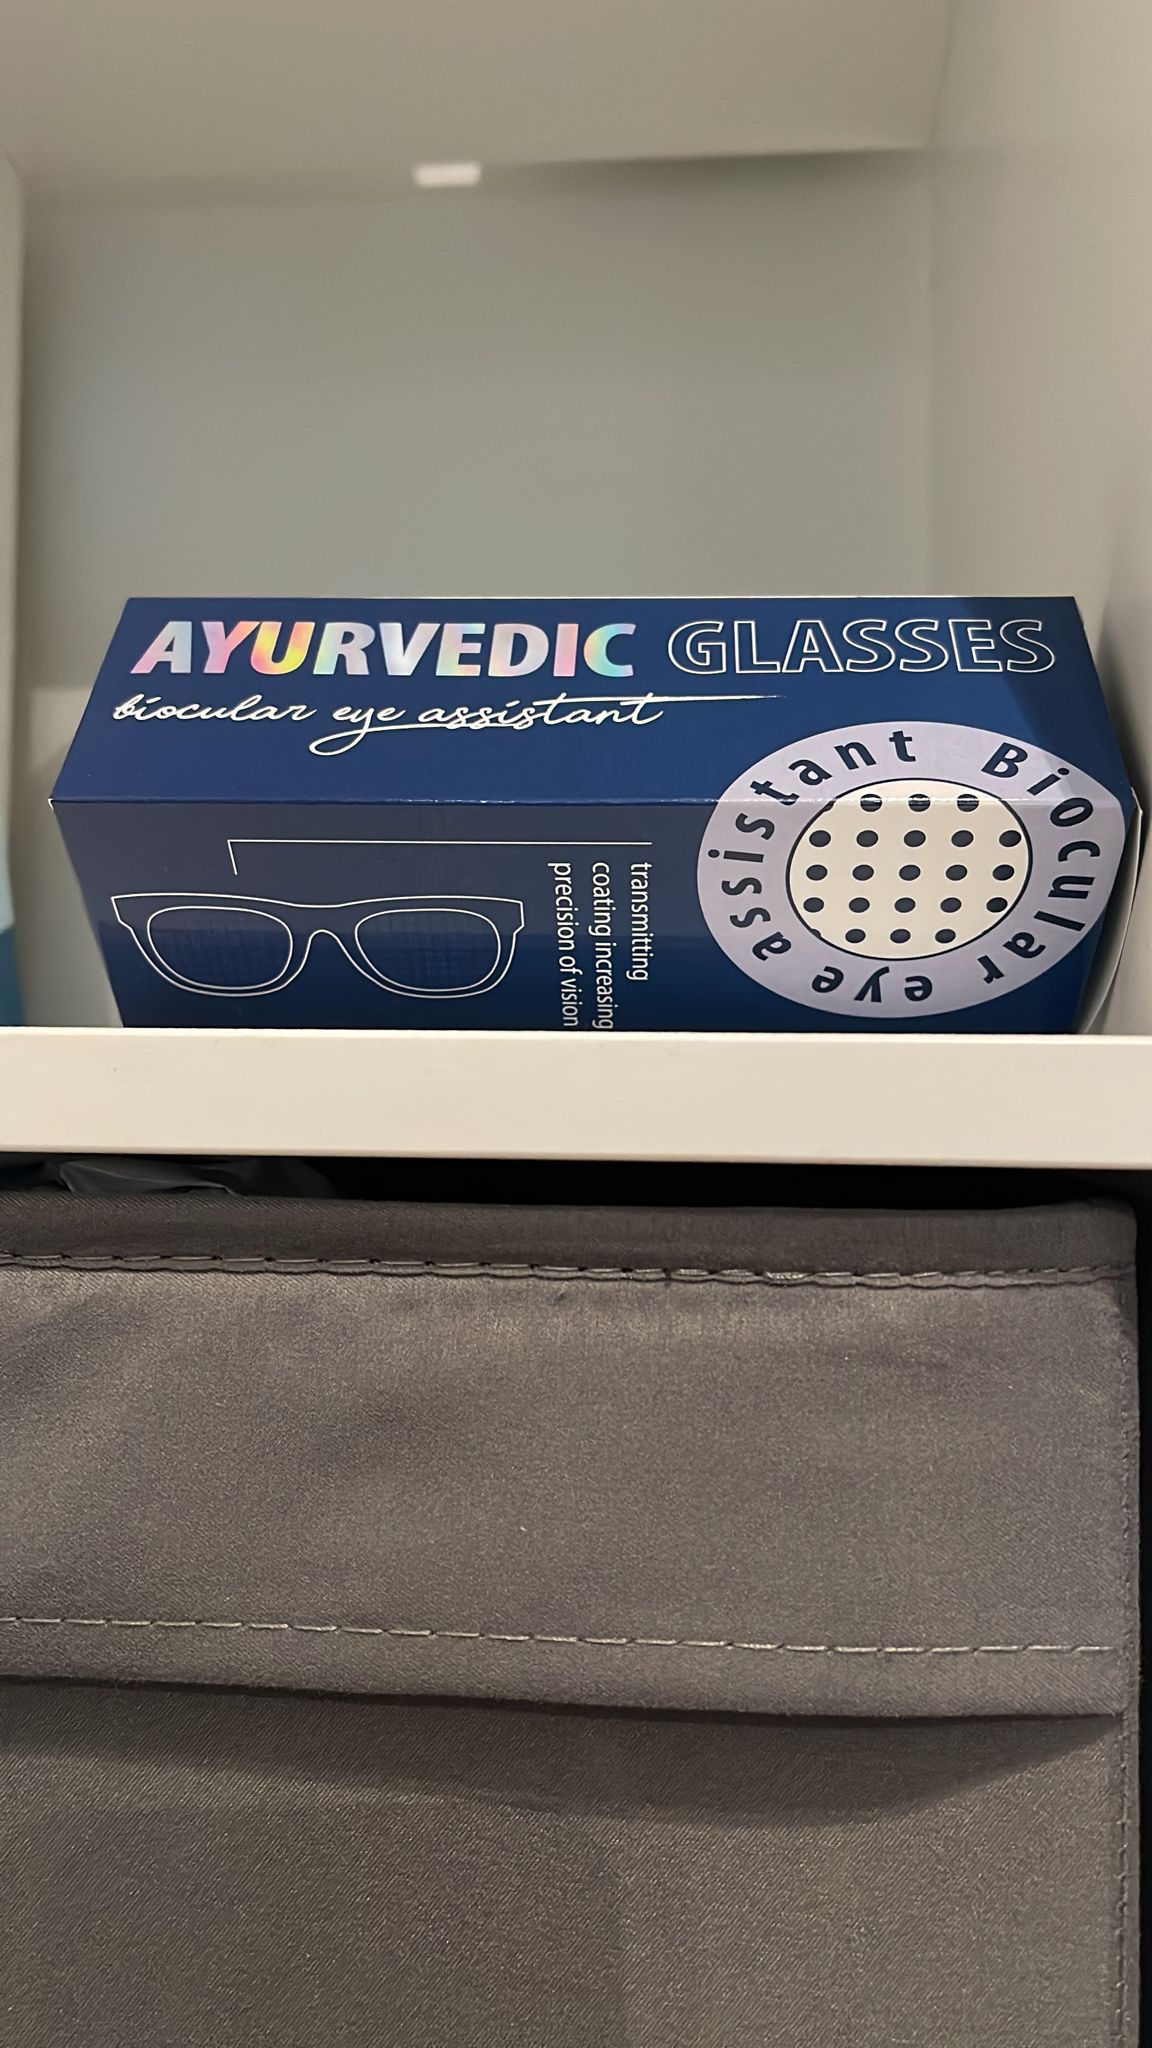 AYURVEDIC GLASSES
biocular eye assistant
Biocular eye assistant
transmitting
coating increasing
precision of vision